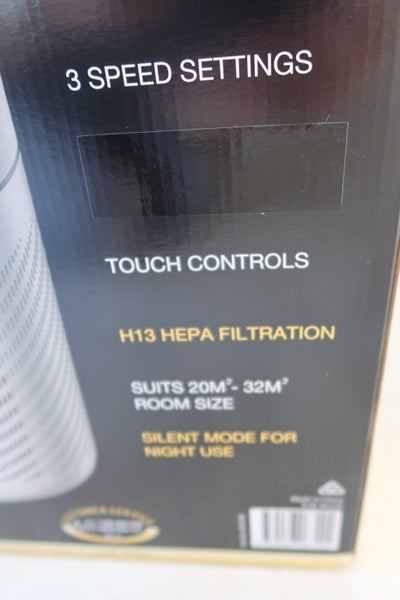 3 SPEED SETTINGS
TOUCH CONTROLS
H13 HEPA FILTRATION
SUITS 20M²- 32M²
ROOM SIZE
SILENT MODE FOR
NIGHT USE